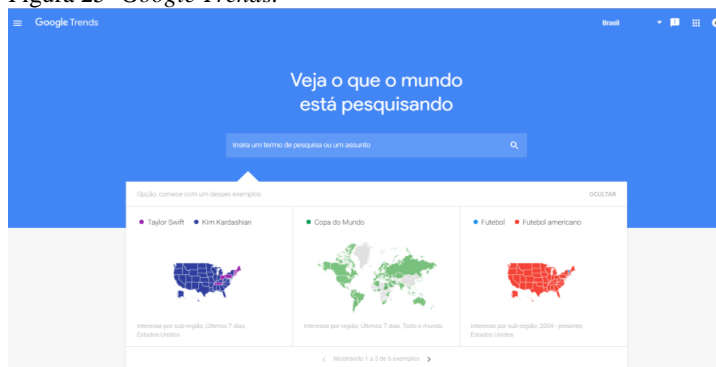 Figura 23- Google Trends.
Google Trends
Brasil
Veja o que o mundo
está pesquisando
Insira um termo de pesquisa ou um assunto
Opção: comece com um desses exemplos
OCULTAR
Taylor Swift Kim Kardashian
Copa do Mundo
Futebol Futebol americano
Interesse por sub-região, Últimos 7 dias,
Estados Unidos
Interesse por região, Últimos 7 dias, Todo o mundo
Interesse por sub-região, 2004 - presente,
Estados Unidos
Mostrando 1 a 3 de 6 exemplos